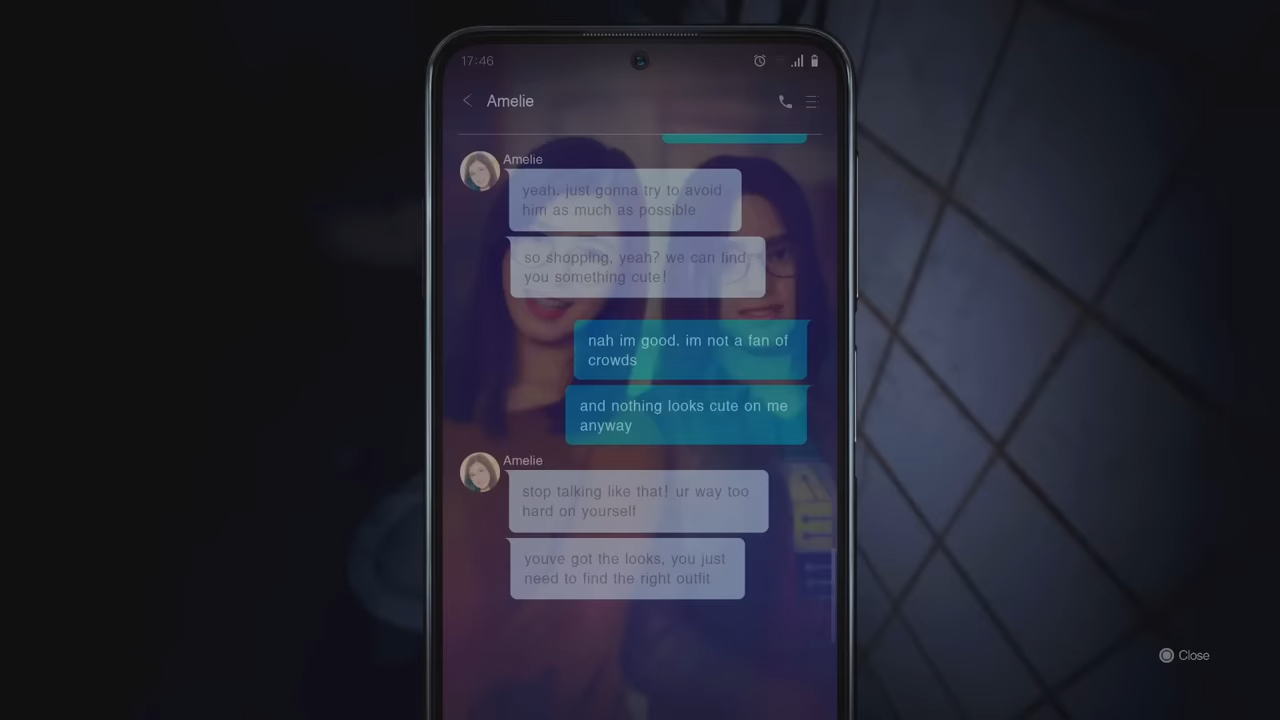 17:46
Amelie
Amelie
yeah. just gonna try to avoid
him as much as possible
so shopping, yeah? we can find
you something cute!
nah im good. im not a fan of
crowds
and nothing looks cute on me
anyway
Amelie
stop talking like that! ur way too
hard on yourself
youve got the looks, you just
need to find the right outfit
Close